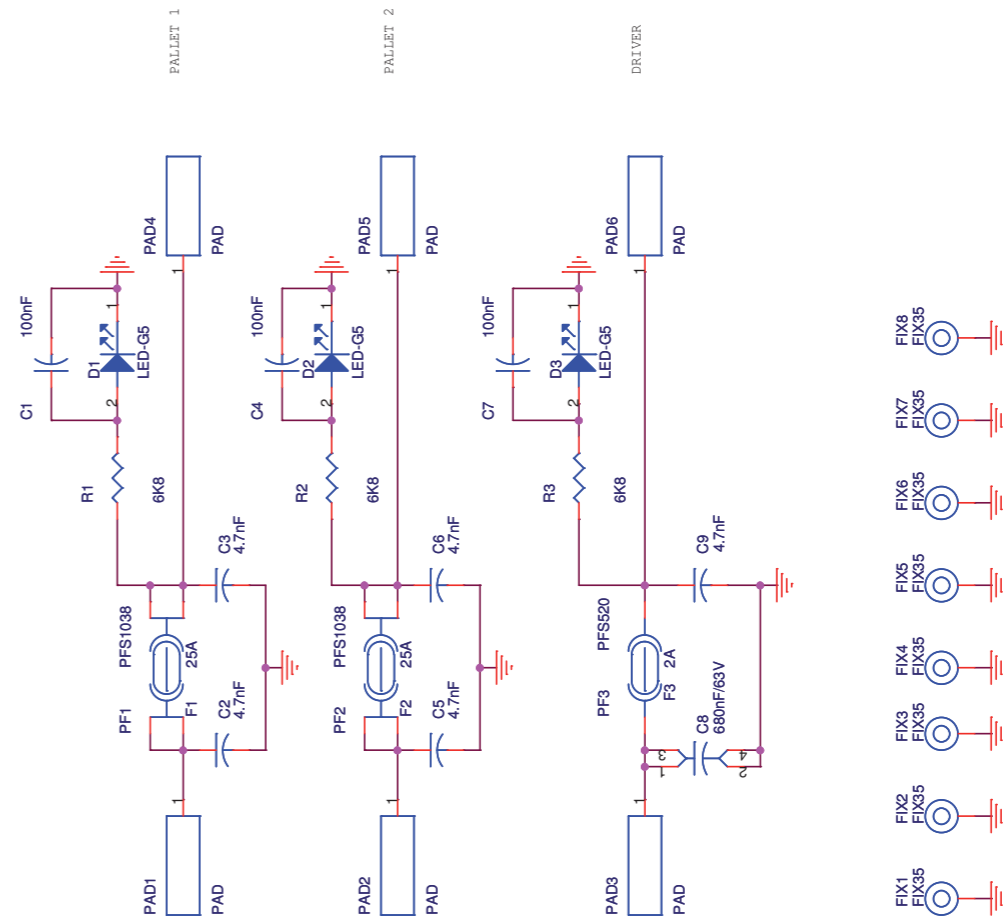 PALLET 1
PALLET 2
DRIVER
PAD4
PAD
1
PAD5
PAD
1
PAD6
PAD
1
100nF
C1
D1
LED-G5
1
2
100nF
C4
D2
LED-G5
1
2
100nF
C7
D3
LED-G5
1
2
R1
6K8
R2
6K8
R3
6K8
C3
4.7nF
C6
4.7nF
C9
4.7nF
PFS1038
25A
PF1
F1
PFS1038
25A
PF2
F2
PFS520
2A
PF3
F3
C2
4.7nF
C5
4.7nF
C8
680nF/63V
1
3
2
4
PAD1
PAD
1
PAD2
PAD
1
PAD3
PAD
1
FIX8
FIX35
FIX7
FIX35
FIX6
FIX35
FIX5
FIX35
FIX4
FIX35
FIX3
FIX35
FIX2
FIX35
FIX1
FIX35